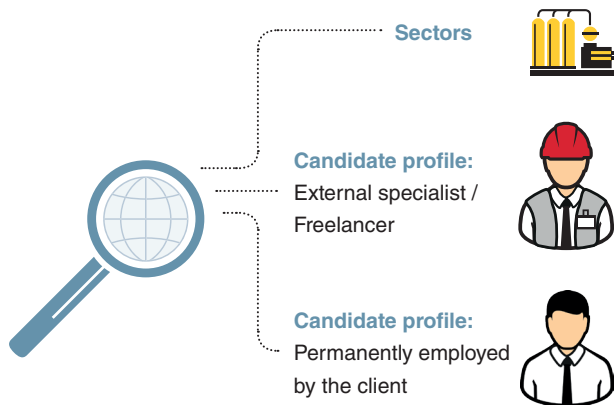 Sectors
Candidate profile:
External specialist /
Freelancer
Candidate profile:
Permanently employed
by the client